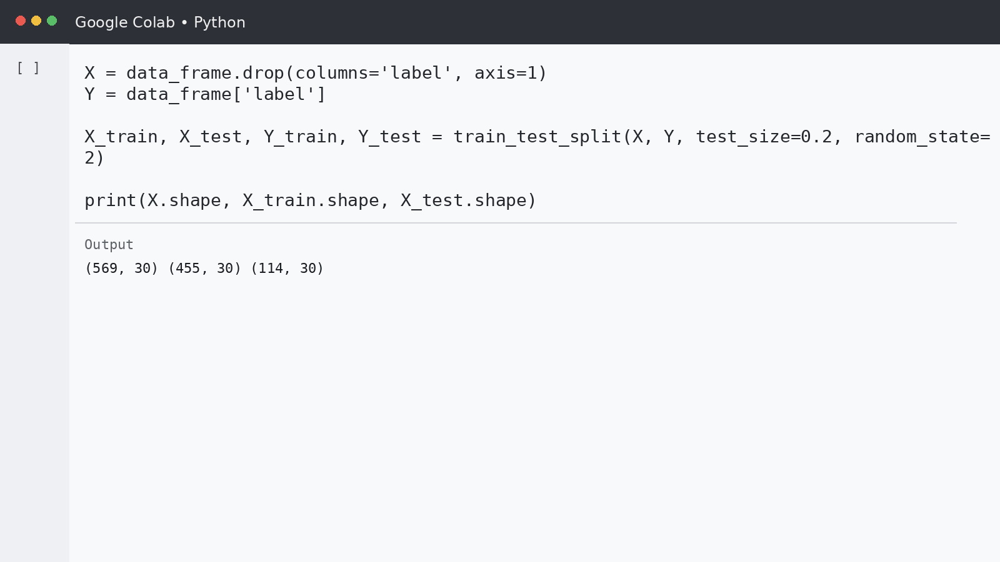 Google Colab • Python
[ ]
X = data_frame.drop(columns='label', axis=1)
Y = data_frame['label']
X_train, X_test, Y_train, Y_test = train_test_split(X, Y, test_size=0.2, random_state=
2)
print(X.shape, X_train.shape, X_test.shape)
Output
(569, 30) (455, 30) (114, 30)